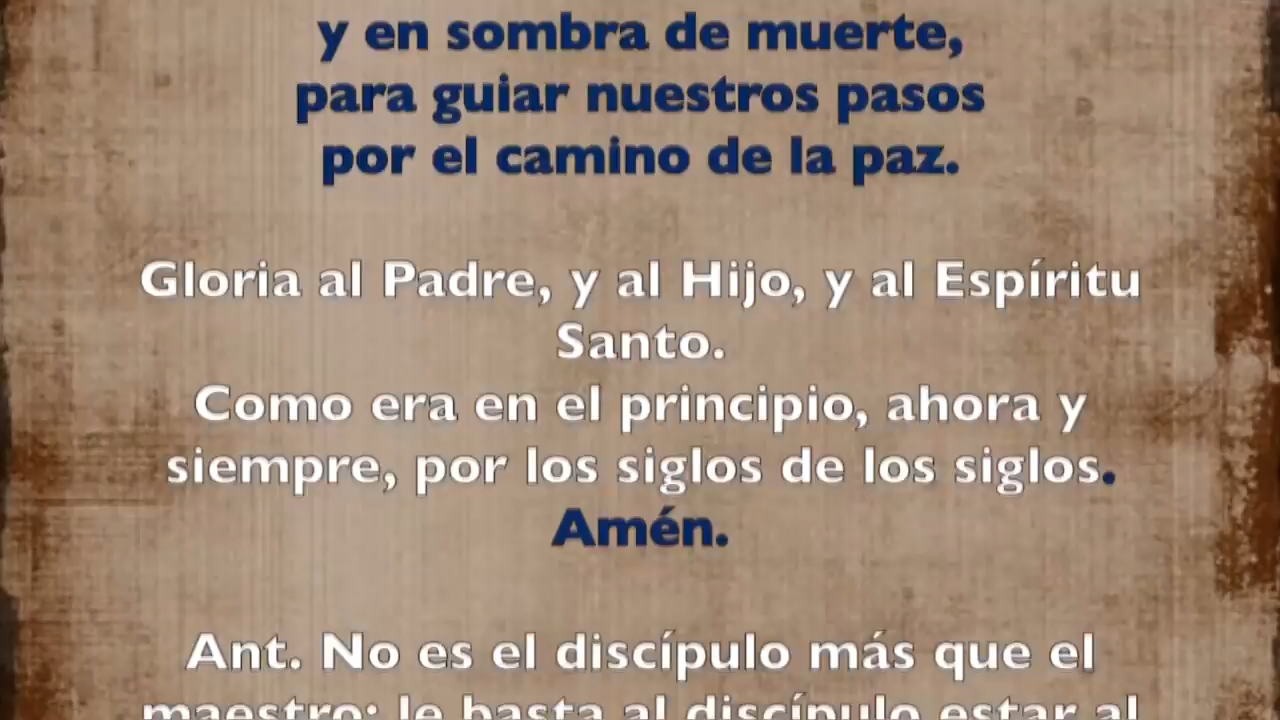 y en sombra de muerte,
para guiar nuestros pasos
por el camino de la paz.
Gloria al Padre, y al Hijo, y al Espíritu
Santo.
Como era en el principio, ahora y
siempre, por los siglos de los siglos.
Amén.
Ant. No es el discípulo más que el
maestro; le basta al discípulo estar al